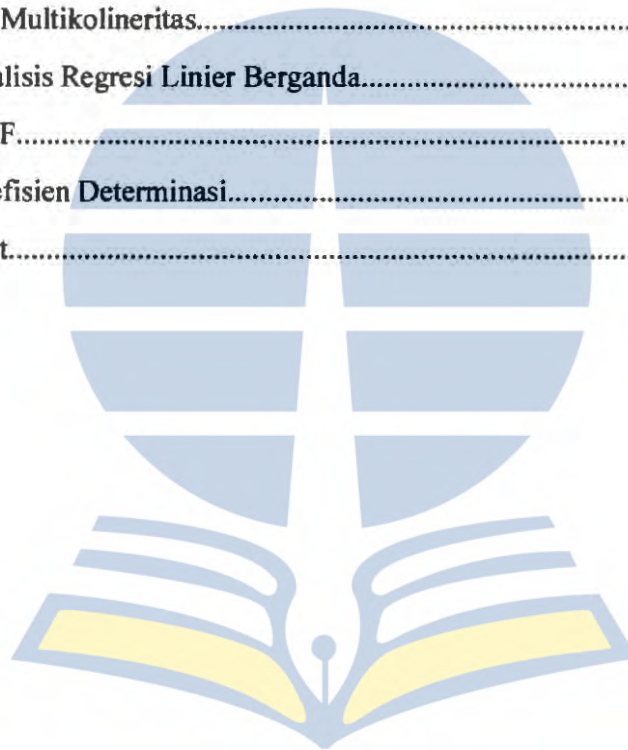 Multikolineritas..................................................
alisis Regresi Linier Berganda..................................
F..................................................................
efisien Determinasi..............................................
t...................................................................